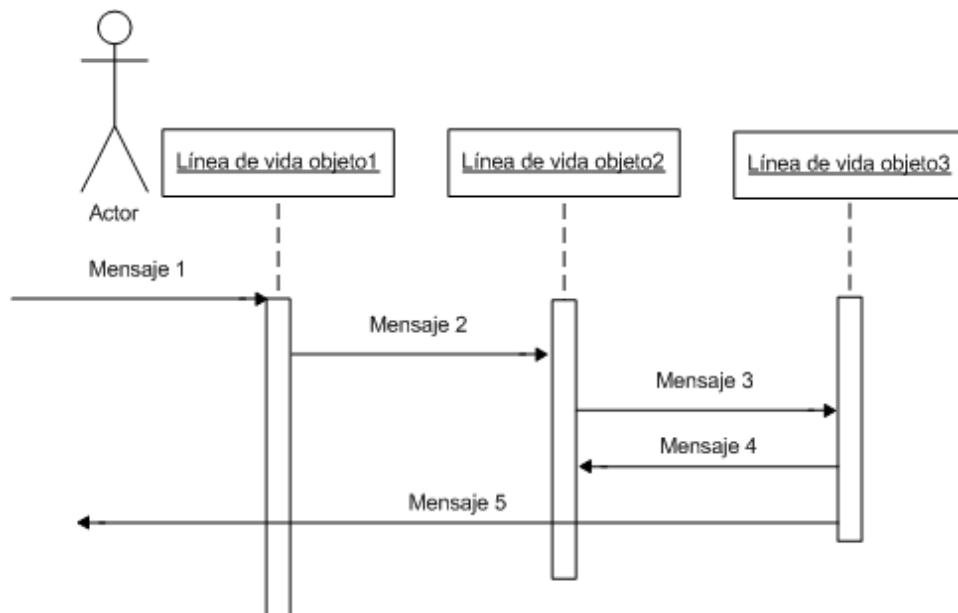 Línea de vida objeto1
Línea de vida objeto2
Línea de vida objeto3
Actor
Mensaje 1
Mensaje 2
Mensaje 3
Mensaje 4
Mensaje 5